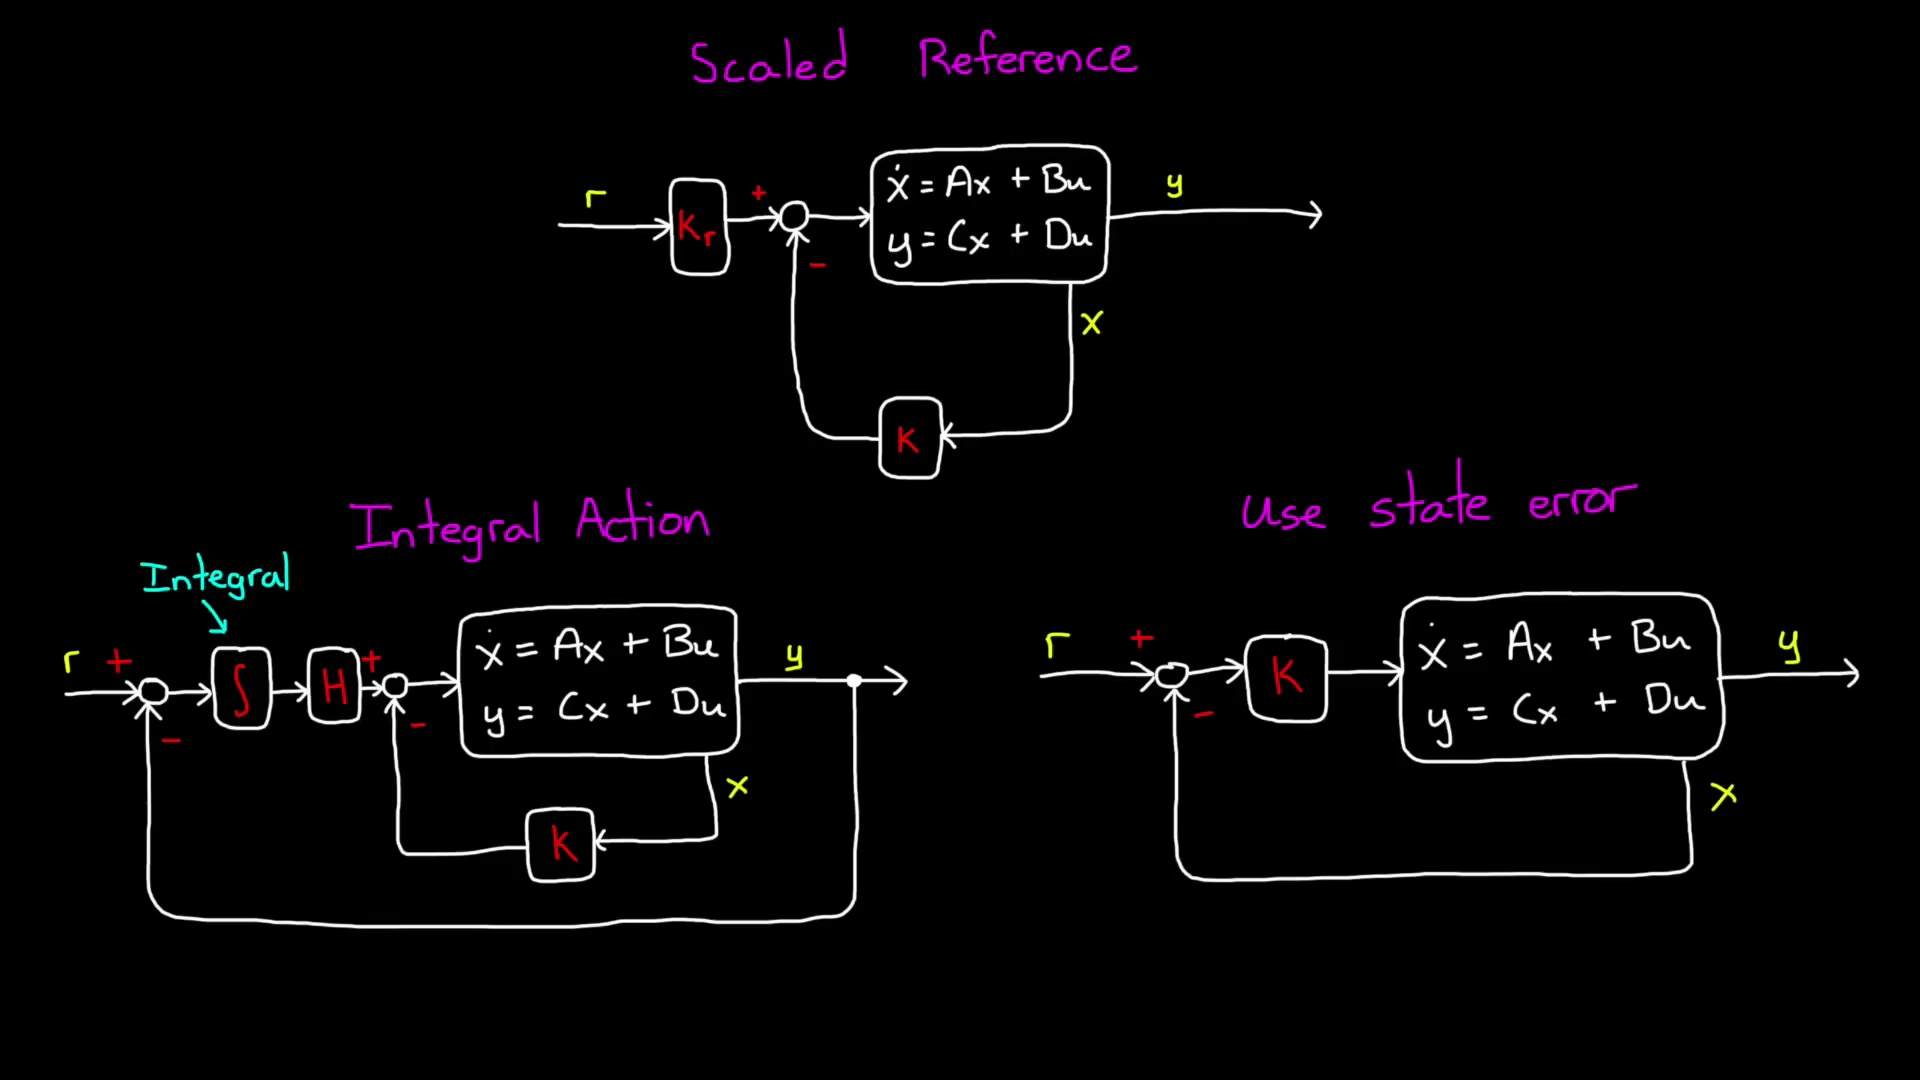 Scaled Reference
r
Kr
+
-
ẋ = Ax + Bu
y = Cx + Du
y
x
K
Integral Action
Integral
r
+
-
∫
H
+
-
ẋ = Ax + Bu
y = Cx + Du
y
x
K
Use state error
r
+
-
K
ẋ = Ax + Bu
y = Cx + Du
y
x